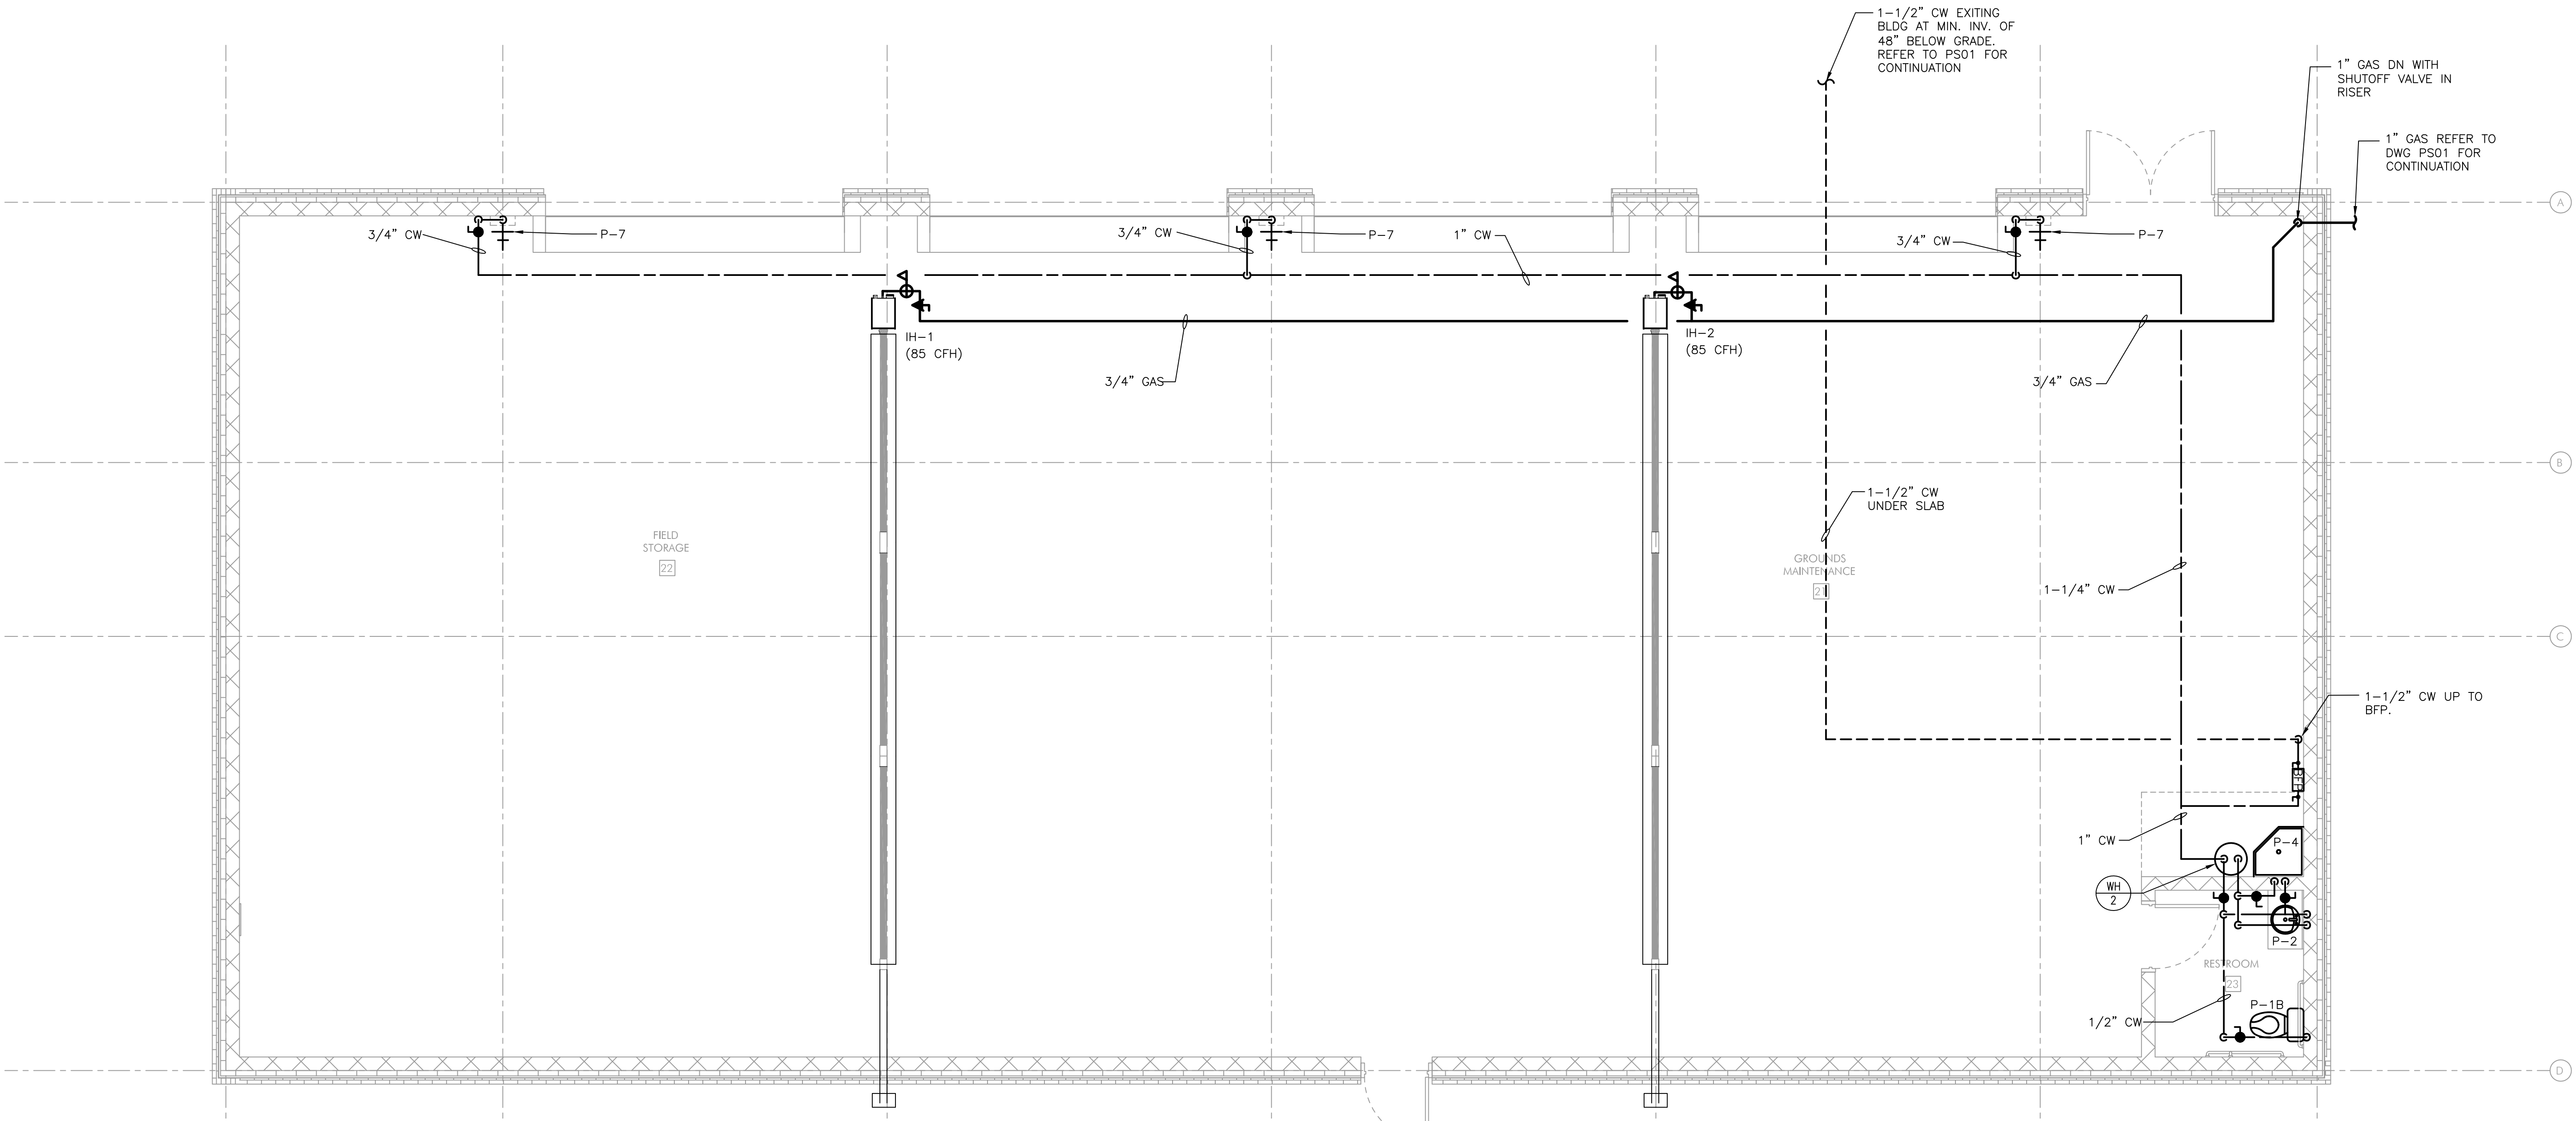 1-1/2" CW EXITING
BLDG AT MIN. INV. OF
48" BELOW GRADE.
REFER TO PS01 FOR
CONTINUATION
1" GAS DN WITH
SHUTOFF VALVE IN
RISER
1" GAS REFER TO
DWG PS01 FOR
CONTINUATION
A
3/4" CW
P-7
3/4" CW
P-7
1" CW
3/4" CW
P-7
IH-1
(85 CFH)
IH-2
(85 CFH)
3/4" GAS
3/4" GAS
B
1-1/2" CW
UNDER SLAB
FIELD
STORAGE
22
GROUNDS
MAINTENANCE
21
1-1/4" CW
C
1-1/2" CW UP TO
BFP.
BFP
1" CW
P-4
WH
2
P-2
RESTROOM
23
P-1B
1/2" CW
D